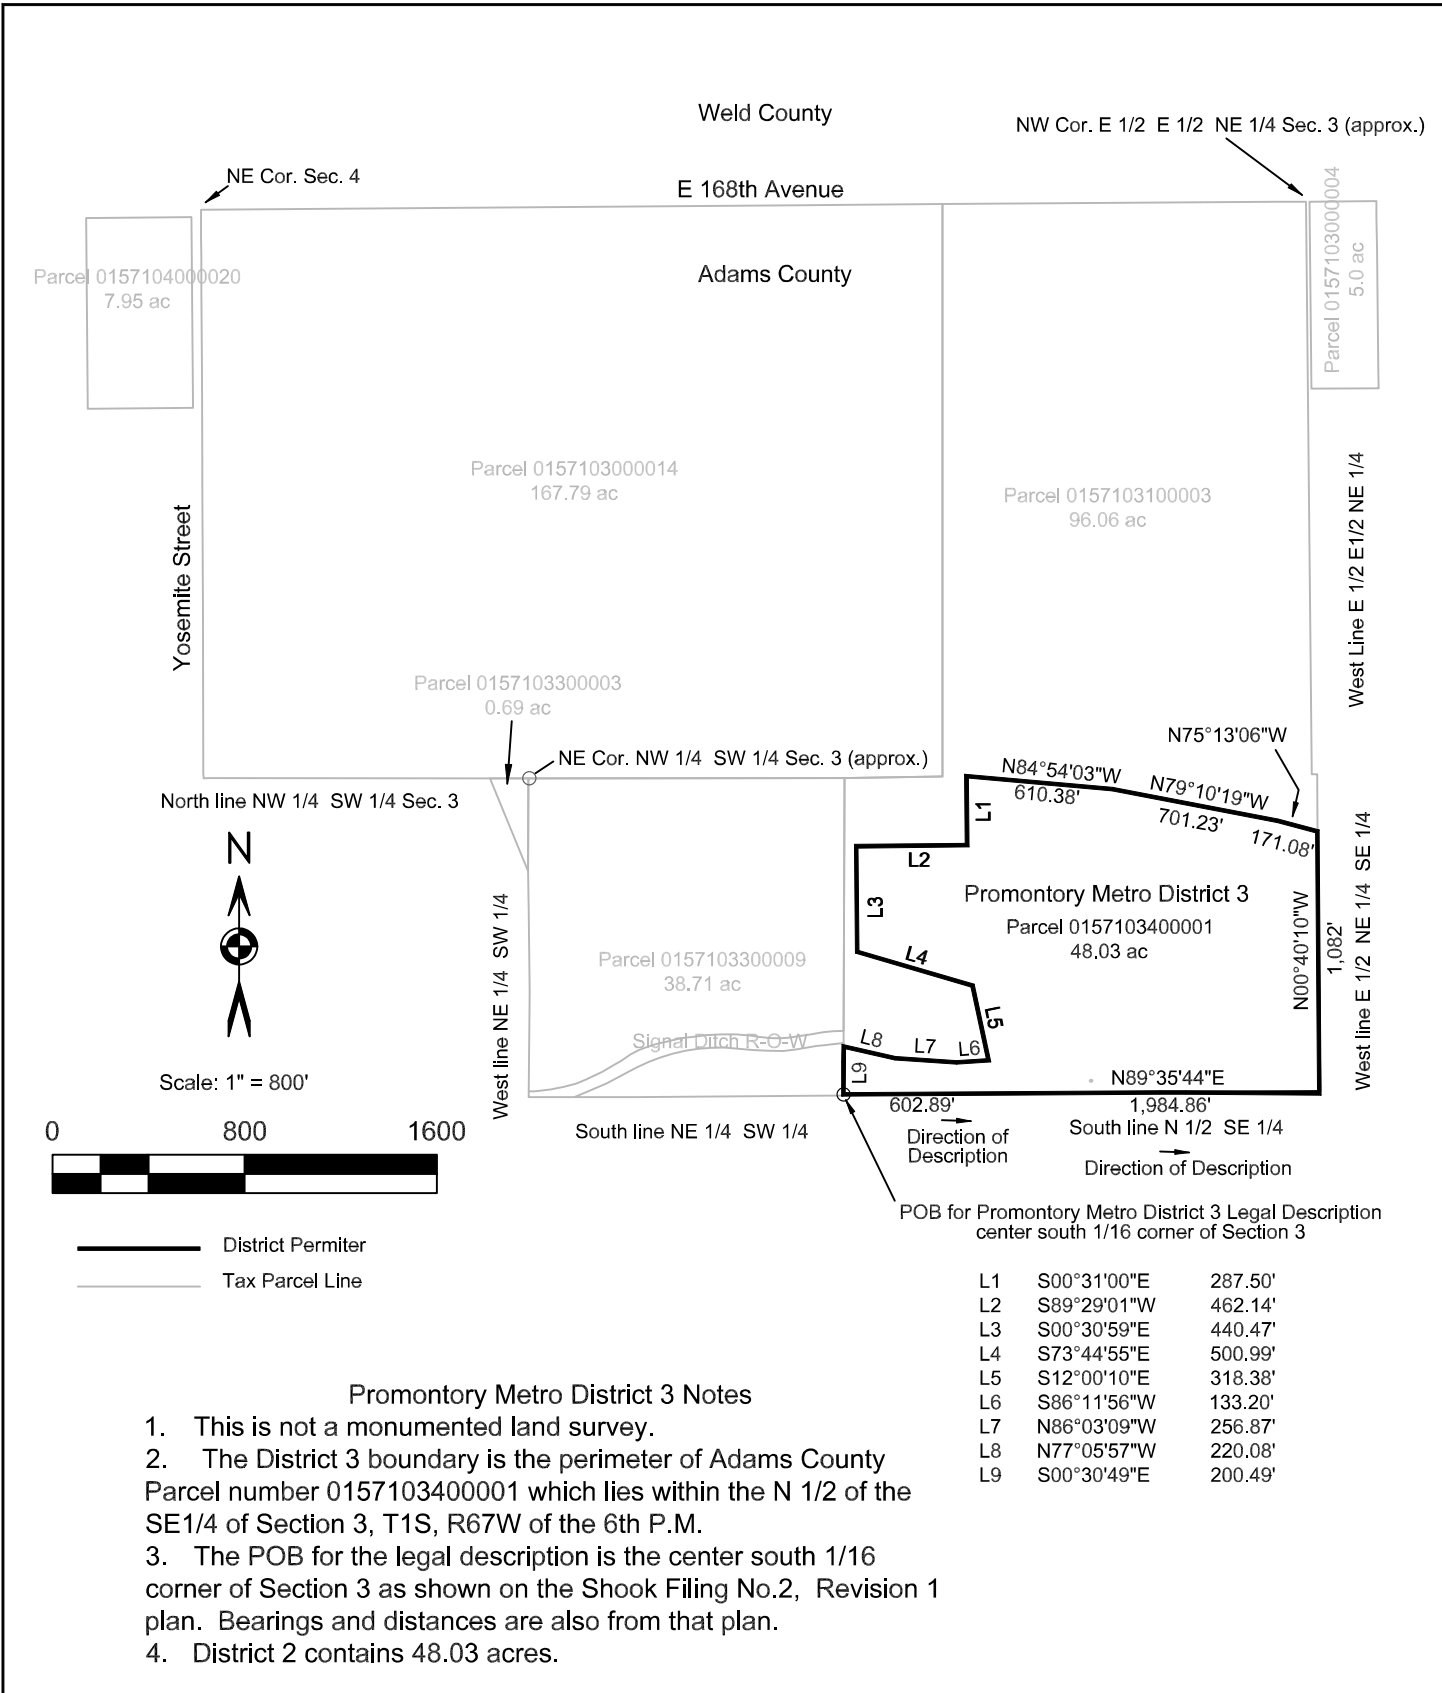 Weld County
NW Cor. E 1/2 E 1/2 NE 1/4 Sec. 3 (approx.)
NE Cor. Sec. 4
E 168th Avenue
Parcel 0157103000004
5.0 ac
Parcel 0157104000020
7.95 ac
Adams County
Parcel 0157103000014
167.79 ac
Parcel 0157103100003
96.06 ac
Yosemite Street
West Line E 1/2 E1/2 NE 1/4
Parcel 0157103300003
0.69 ac
NE Cor. NW 1/4 SW 1/4 Sec. 3 (approx.)
North line NW 1/4 SW 1/4 Sec. 3
N75°13'06"W
N84°54'03"W
610.38'
N79°10'19"W
701.23'
171.08'
L1
L2
L3
L4
L5
L6
L7
L8
L9
Promontory Metro District 3
Parcel 0157103400001
48.03 ac
N00°40'10"W
1,082'
West line E 1/2 NE 1/4 SE 1/4
N
West line NE 1/4 SW 1/4
Parcel 0157103300009
38.71 ac
Signal Ditch R-O-W
Scale: 1" = 800'
N89°35'44"E
602.89'
1,984.86'
South line NE 1/4 SW 1/4
South line N 1/2 SE 1/4
Direction of
Description
Direction of Description
0 800 1600
POB for Promontory Metro District 3 Legal Description
center south 1/16 corner of Section 3
District Permiter
Tax Parcel Line
L1 S00°31'00"E 287.50'
L2 S89°29'01"W 462.14'
L3 S00°30'59"E 440.47'
L4 S73°44'55"E 500.99'
L5 S12°00'10"E 318.38'
L6 S86°11'56"W 133.20'
L7 N86°03'09"W 256.87'
L8 N77°05'57"W 220.08'
L9 S00°30'49"E 200.49'
Promontory Metro District 3 Notes
1. This is not a monumented land survey.
2. The District 3 boundary is the perimeter of Adams County
Parcel number 0157103400001 which lies within the N 1/2 of the
SE1/4 of Section 3, T1S, R67W of the 6th P.M.
3. The POB for the legal description is the center south 1/16
corner of Section 3 as shown on the Shook Filing No.2, Revision 1
plan. Bearings and distances are also from that plan.
4. District 2 contains 48.03 acres.